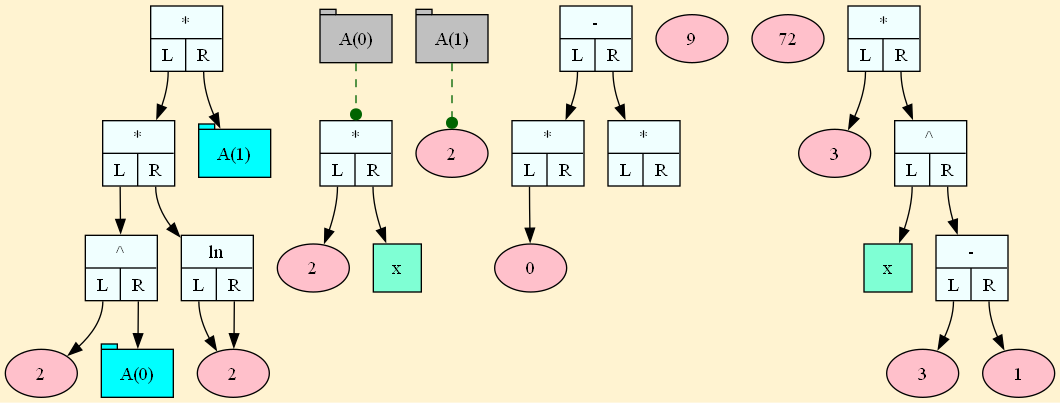 * A(0) A(1) - 9 72 *
L R L R L R
* A(1) * 2 * * 3 ^
L R L R L R L R L R
^ ln 2 x 0 x -
L R L R L R
2 A(0) 2 3 1